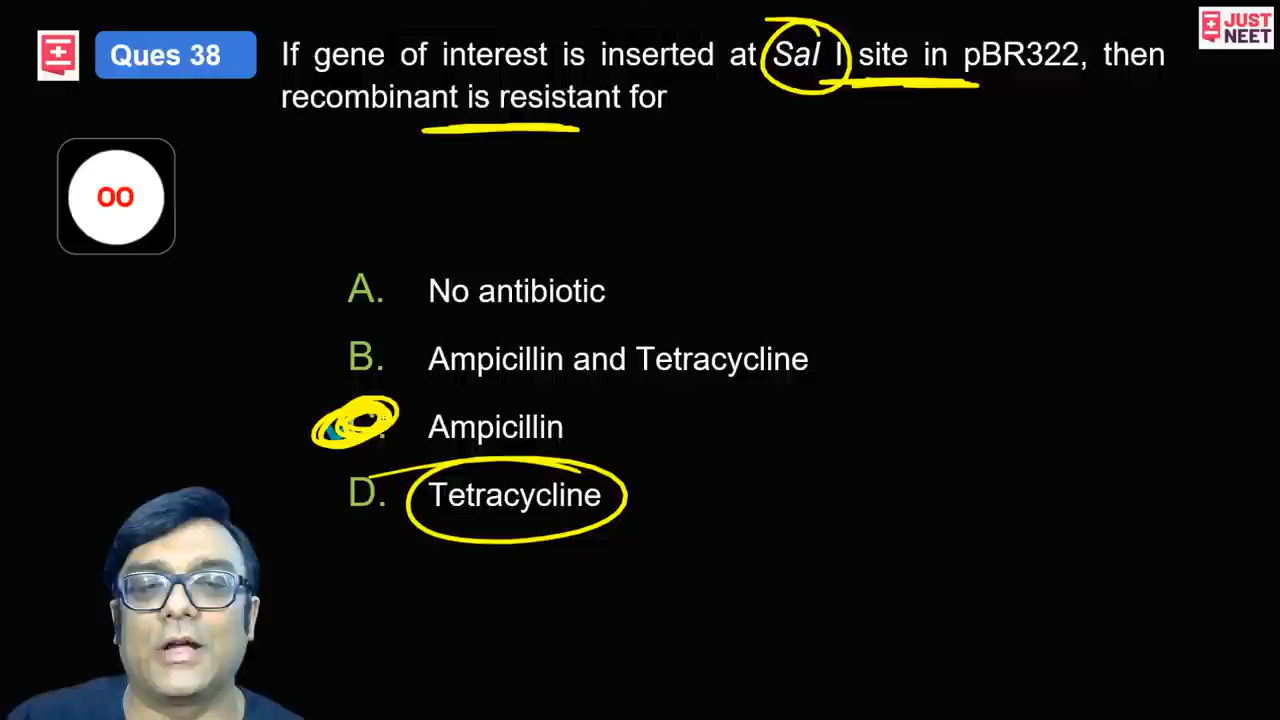 JUST
NEET
Ques 38
If gene of interest is inserted at Sal I site in pBR322, then
recombinant is resistant for
00
A. No antibiotic
B. Ampicillin and Tetracycline
Ampicillin
D. Tetracycline